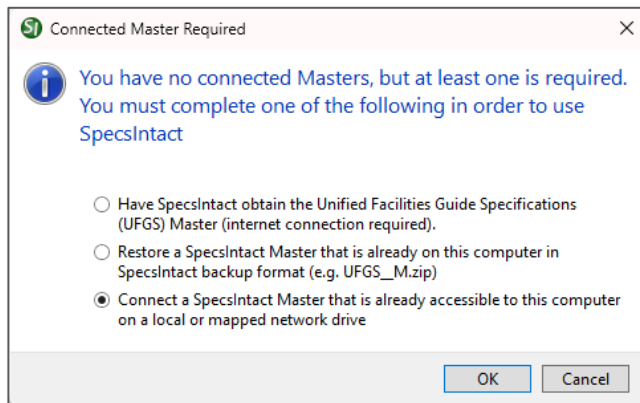 SI Connected Master Required
You have no connected Masters, but at least one is required.
You must complete one of the following in order to use
SpecsIntact
Have SpecsIntact obtain the Unified Facilities Guide Specifications
(UFGS) Master (internet connection required).
Restore a SpecsIntact Master that is already on this computer in
SpecsIntact backup format (e.g. UFGS__M.zip)
Connect a SpecsIntact Master that is already accessible to this computer
on a local or mapped network drive
OK Cancel